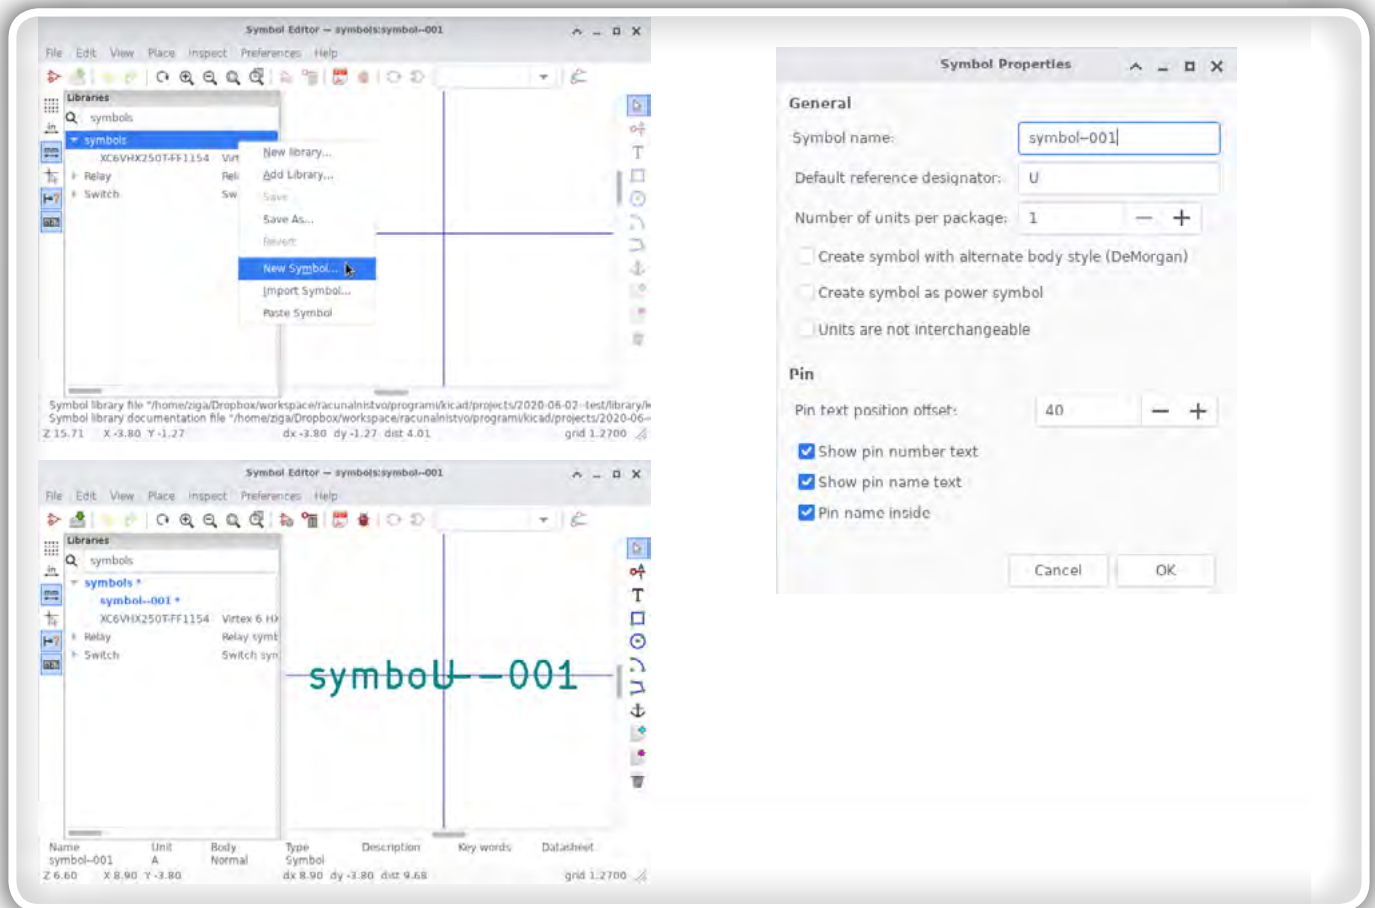 Symbol Editor — symbols:symbol--001
File Edit View Place Inspect Preferences Help
Libraries
symbols
symbols
XC6VHX250T-FF1154 Virt
Relay Rel
Switch Sw
New library...
Add Library...
Save
Save As...
Revert
New Symbol...
Import Symbol...
Paste Symbol
Symbol library file "/home/ziga/Dropbox/workspace/racunalnistvo/programi/kicad/projects/2020-06-02--test/library/k
Symbol library documentation file "/home/ziga/Dropbox/workspace/racunalnistvo/programi/kicad/projects/2020-06-
Z 15.71 X -3.80 Y -1.27 dx -3.80 dy -1.27 dist 4.01 grid 1.2700
Symbol Editor — symbols:symbol--001
File Edit View Place Inspect Preferences Help
Libraries
symbols
symbols *
symbol--001 *
XC6VHX250T-FF1154 Virtex 6 HX
Relay Relay symb
Switch Switch syn
symbol--001
U
Name Unit Body Type Description Key words Datasheet
symbol--001 A Normal Symbol
Z 6.60 X 8.90 Y -3.80 dx 8.90 dy -3.80 dist 9.68 grid 1.2700
Symbol Properties
General
Symbol name: symbol--001
Default reference designator: U
Number of units per package: 1
Create symbol with alternate body style (DeMorgan)
Create symbol as power symbol
Units are not interchangeable
Pin
Pin text position offset: 40
Show pin number text
Show pin name text
Pin name inside
Cancel OK